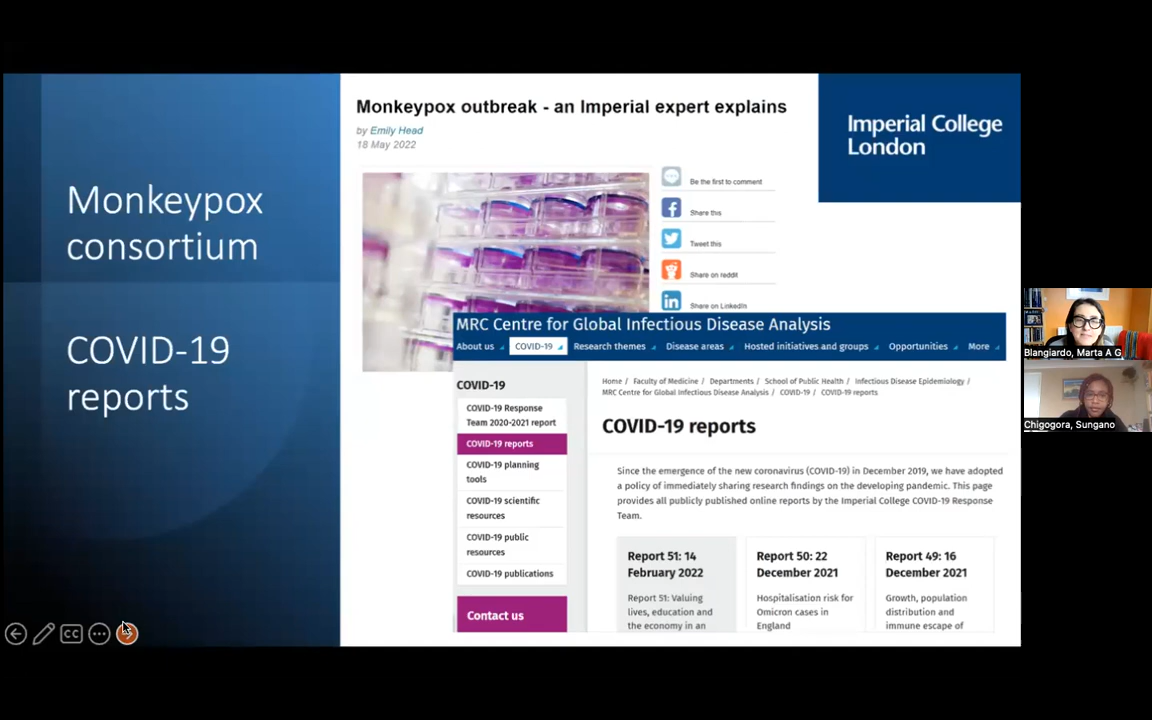 Monkeypox
consortium
COVID-19
reports
CC
Monkeypox outbreak - an Imperial expert explains
by Emily Head
18 May 2022
Be the first to comment
Share this
Tweet this
Share on reddit
Share on LinkedIn
Imperial College
London
MRC Centre for Global Infectious Disease Analysis
About us COVID-19 Research themes Disease areas Hosted initiatives and groups Opportunities More
COVID-19
COVID-19 Response
Team 2020-2021 report
COVID-19 reports
COVID-19 planning
tools
COVID-19 scientific
resources
COVID-19 public
resources
COVID-19 publications
Contact us
Home / Faculty of Medicine / Departments / School of Public Health / Infectious Disease Epidemiology /
MRC Centre for Global Infectious Disease Analysis / COVID-19 / COVID-19 reports
COVID-19 reports
Since the emergence of the new coronavirus (COVID-19) in December 2019, we have adopted
a policy of immediately sharing research findings on the developing pandemic. This page
provides all publicly published online reports by the Imperial College COVID-19 Response
Team.
Report 51: 14
February 2022
Report 51: Valuing
lives, education and
the economy in an
Report 50: 22
December 2021
Hospitalisation risk for
Omicron cases in
England
Report 49: 16
December 2021
Growth, population
distribution and
immune escape of
Blangiardo, Marta A G
Chigogora, Sungano